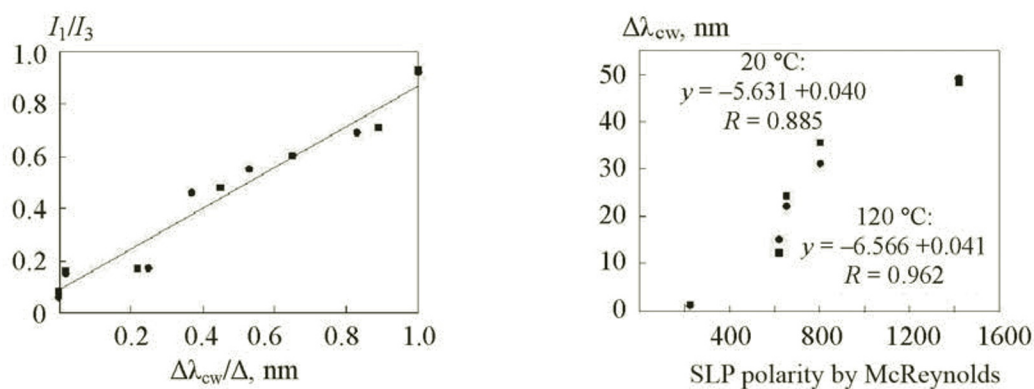 I₁/I₃
1.0
0.8
0.6
0.4
0.2
0
0.2 0.4 0.6 0.8 1.0
Δλcw/Δ, nm
Δλcw, nm
50
40
30
20
10
0
20 °C:
y = –5.631 +0.040
R = 0.885
120 °C:
y = –6.566 +0.041
R = 0.962
400 800 1200 1600
SLP polarity by McReynolds